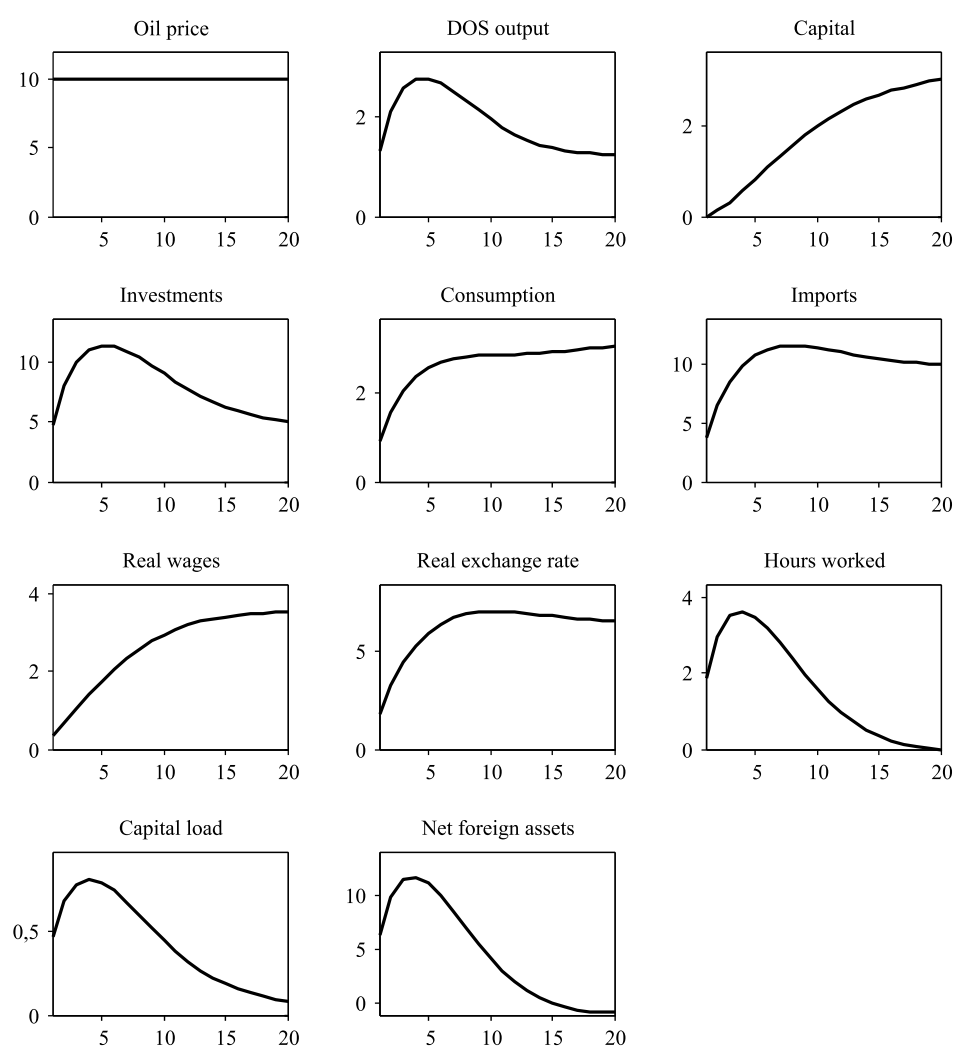 Oil price DOS output Capital
10
5
0
5 10 15 20
2
0
5 10 15 20
2
0
5 10 15 20
Investments Consumption Imports
10
5
0
5 10 15 20
2
0
5 10 15 20
10
5
0
5 10 15 20
Real wages Real exchange rate Hours worked
4
2
0
5 10 15 20
5
0
5 10 15 20
4
2
0
5 10 15 20
Capital load Net foreign assets
0,5
0
5 10 15 20
10
5
0
5 10 15 20